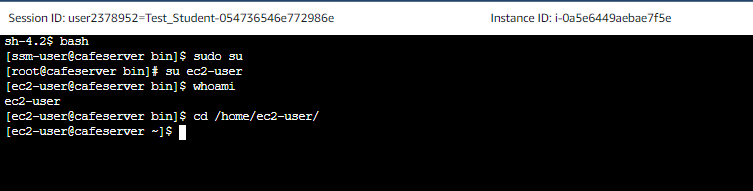 Session ID: user2378952=Test_Student-054736546e772986e Instance ID: i-0a5e6449aebae7f5e
sh-4.2$ bash
[ssm-user@cafeserver bin]$ sudo su
[root@cafeserver bin]# su ec2-user
[ec2-user@cafeserver bin]$ whoami
ec2-user
[ec2-user@cafeserver bin]$ cd /home/ec2-user/
[ec2-user@cafeserver ~]$